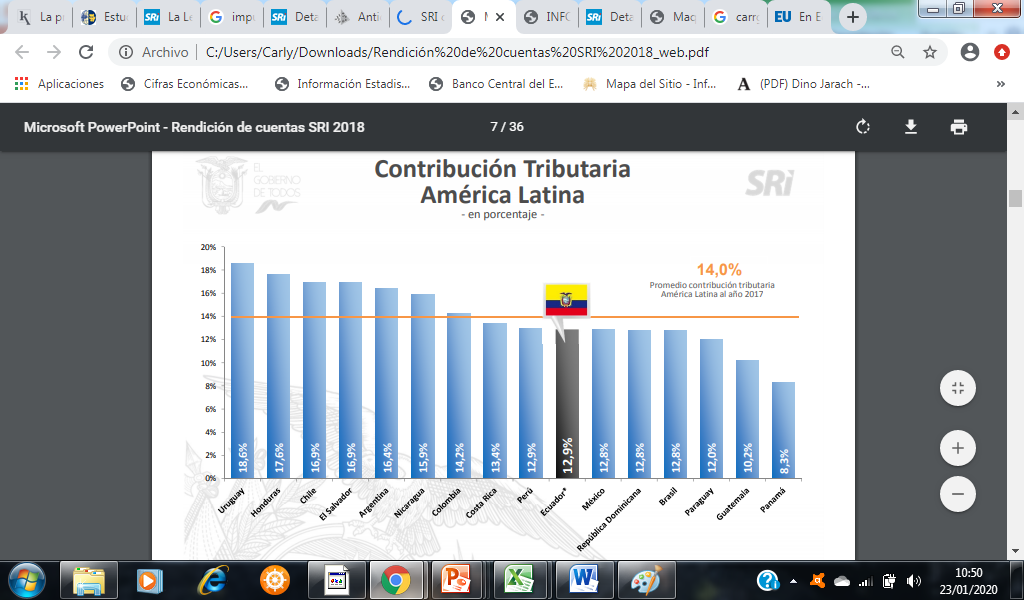 La p
Estu
SRi La Le
impu
SRi Deta
Anti
SRI c
INFO
SRi Deta
Maq
carg
EU En E
Archivo
C:/Users/Carly/Downloads/Rendición%20de%20cuentas%20SRI%202018_web.pdf
Aplicaciones
Cifras Económicas...
Información Estadis...
Banco Central del E...
Mapa del Sitio - Inf...
(PDF) Dino Jarach -...
»
Microsoft PowerPoint - Rendición de cuentas SRI 2018
7 / 36
EL
GOBIERNO
DE TODOS
Contribución Tributaria
América Latina
- en porcentaje -
SRi
14,0%
Promedio contribución tributaria
América Latina al año 2017
20%
18%
16%
14%
12%
10%
8%
6%
4%
2%
0%
18,6%
17,6%
16,9%
16,9%
16,4%
15,9%
14,2%
13,4%
12,9%
12,9%
12,8%
12,8%
12,8%
12,0%
10,2%
8,3%
Uruguay
Honduras
Chile
El Salvador
Argentina
Nicaragua
Colombia
Costa Rica
Perú
Ecuador*
México
República Dominicana
Brasil
Paraguay
Guatemala
Panamá
10:50
23/01/2020